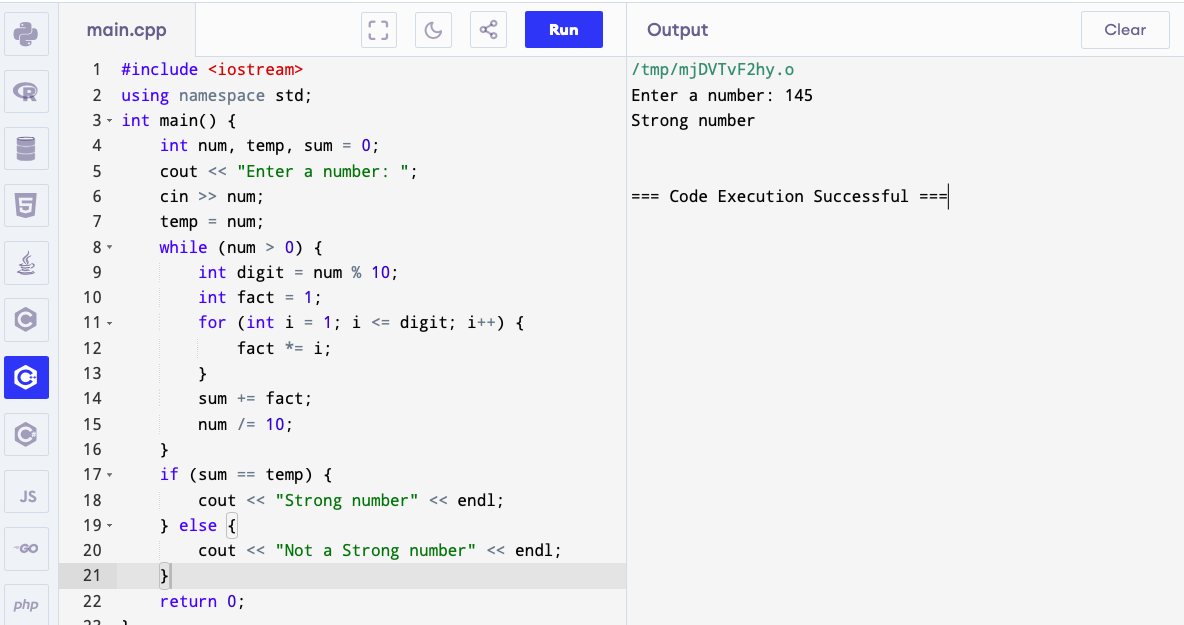 main.cpp
Run
Output
Clear
1 #include <iostream>
2 using namespace std;
3 int main() {
4     int num, temp, sum = 0;
5     cout << "Enter a number: ";
6     cin >> num;
7     temp = num;
8     while (num > 0) {
9         int digit = num % 10;
10         int fact = 1;
11         for (int i = 1; i <= digit; i++) {
12             fact *= i;
13         }
14         sum += fact;
15         num /= 10;
16     }
17     if (sum == temp) {
18         cout << "Strong number" << endl;
19     } else {
20         cout << "Not a Strong number" << endl;
21     }
22     return 0;
23 }
/tmp/mjDVTvF2hy.o
Enter a number: 145
Strong number
=== Code Execution Successful ===
R
5
C
C
C
JS
GO
php